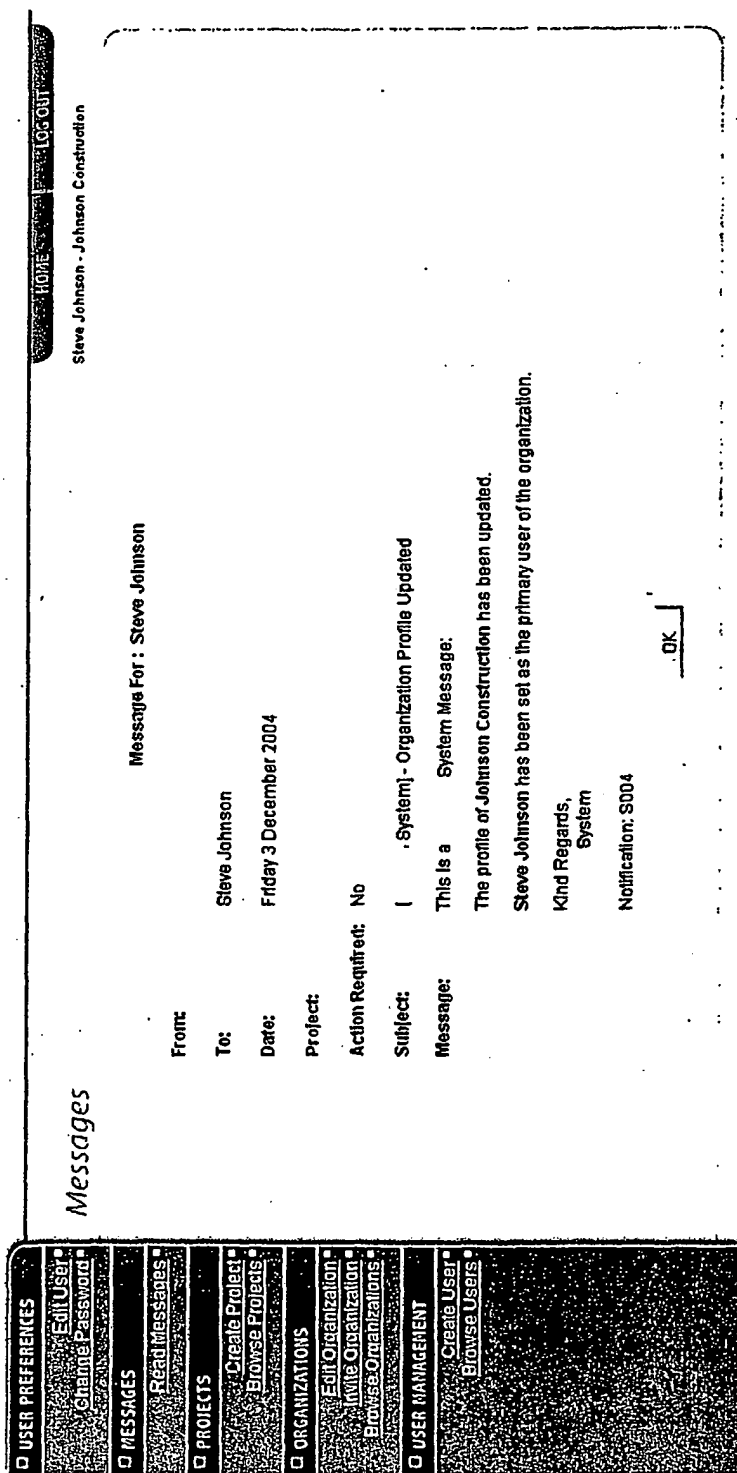 HOME LOG OUT
Steve Johnson - Johnson Construction
USER PREFERENCES
Edit User
Change Password
MESSAGES
Read Messages
PROJECTS
Create Project
Browse Projects
ORGANIZATIONS
Edit Organization
Invite Organization
Browse Organizations
USER MANAGEMENT
Create User
Browse Users
Messages
Message For : Steve Johnson
From:
To: Steve Johnson
Date: Friday 3 December 2004
Project:
Action Required: No
Subject: [ System] - Organization Profile Updated
Message: This is a System Message:
The profile of Johnson Construction has been updated.
Steve Johnson has been set as the primary user of the organization.
Kind Regards,
System
Notification: S004
OK